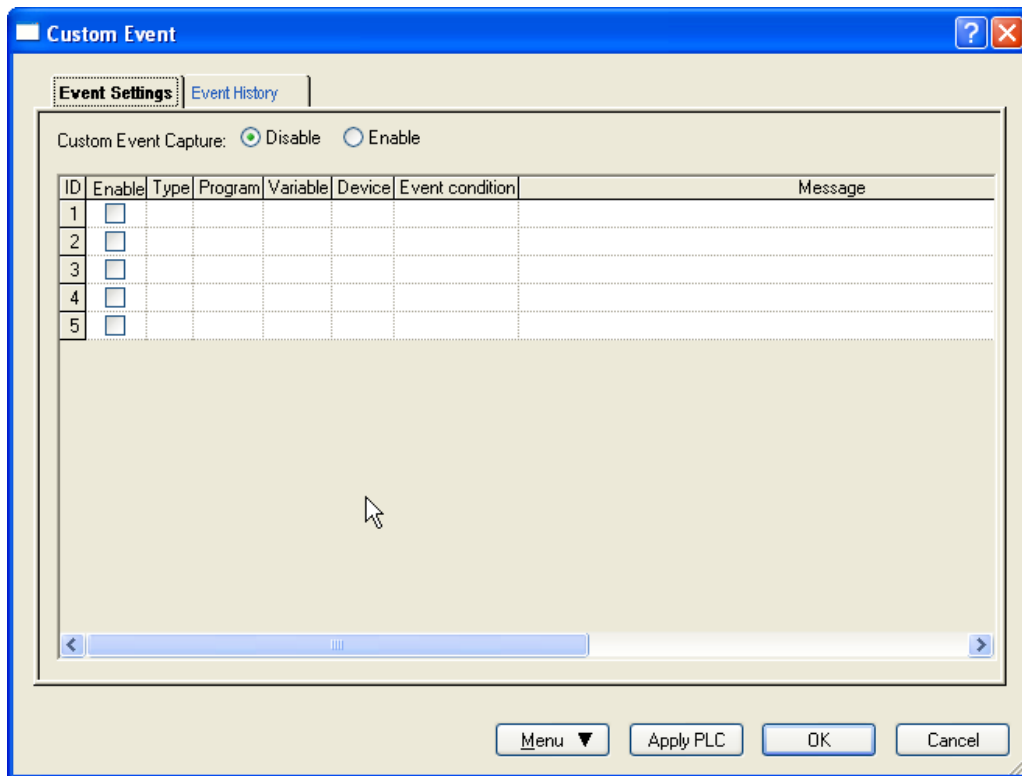 Custom Event
Event Settings Event History
Custom Event Capture: Disable Enable
ID Enable Type Program Variable Device Event condition Message
1
2
3
4
5
Menu ▼ Apply PLC OK Cancel